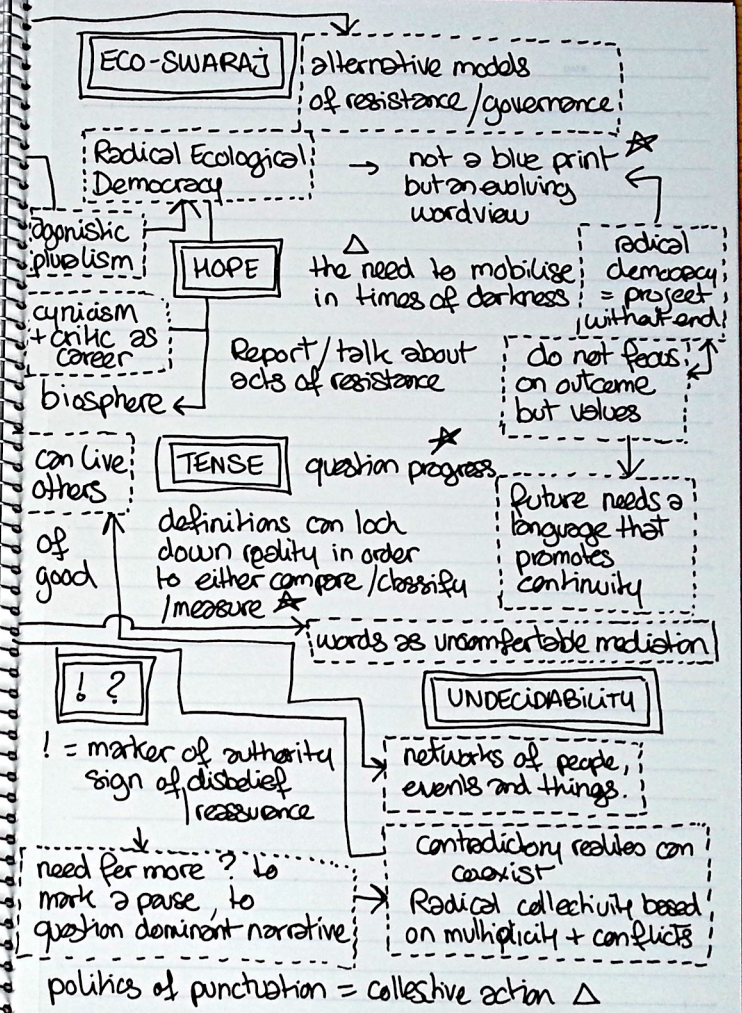 ECO-SWARAJ
alternative models
of resistance/governance
Radical Ecological
Democracy
→ not a blue print
but an evolving
wordview
agonistic
pluralism
HOPE
the need to mobilise
in times of darkness
radical
democracy
= project
without end
cynicism
+ critic as
career
Report/talk about
acts of resistance
do not focus
on outcome
but values
biosphere
can live
others
TENSE
question progress
future needs a
language that
promotes
continuity
of
good
definitions can lock
down reality in order
to either compare/classify
/measure
words as uncomfertable mediation
! ?
UNDECIDABILITY
! = marker of authority
sign of disbelief
/reassurance
networks of people,
events and things.
need for more ? to
mark a pause, to
question dominant narrative
contradictory realites can
coexist
Radical collectivity based
on multiplicity + conflicts
politics of punctuation = collective action